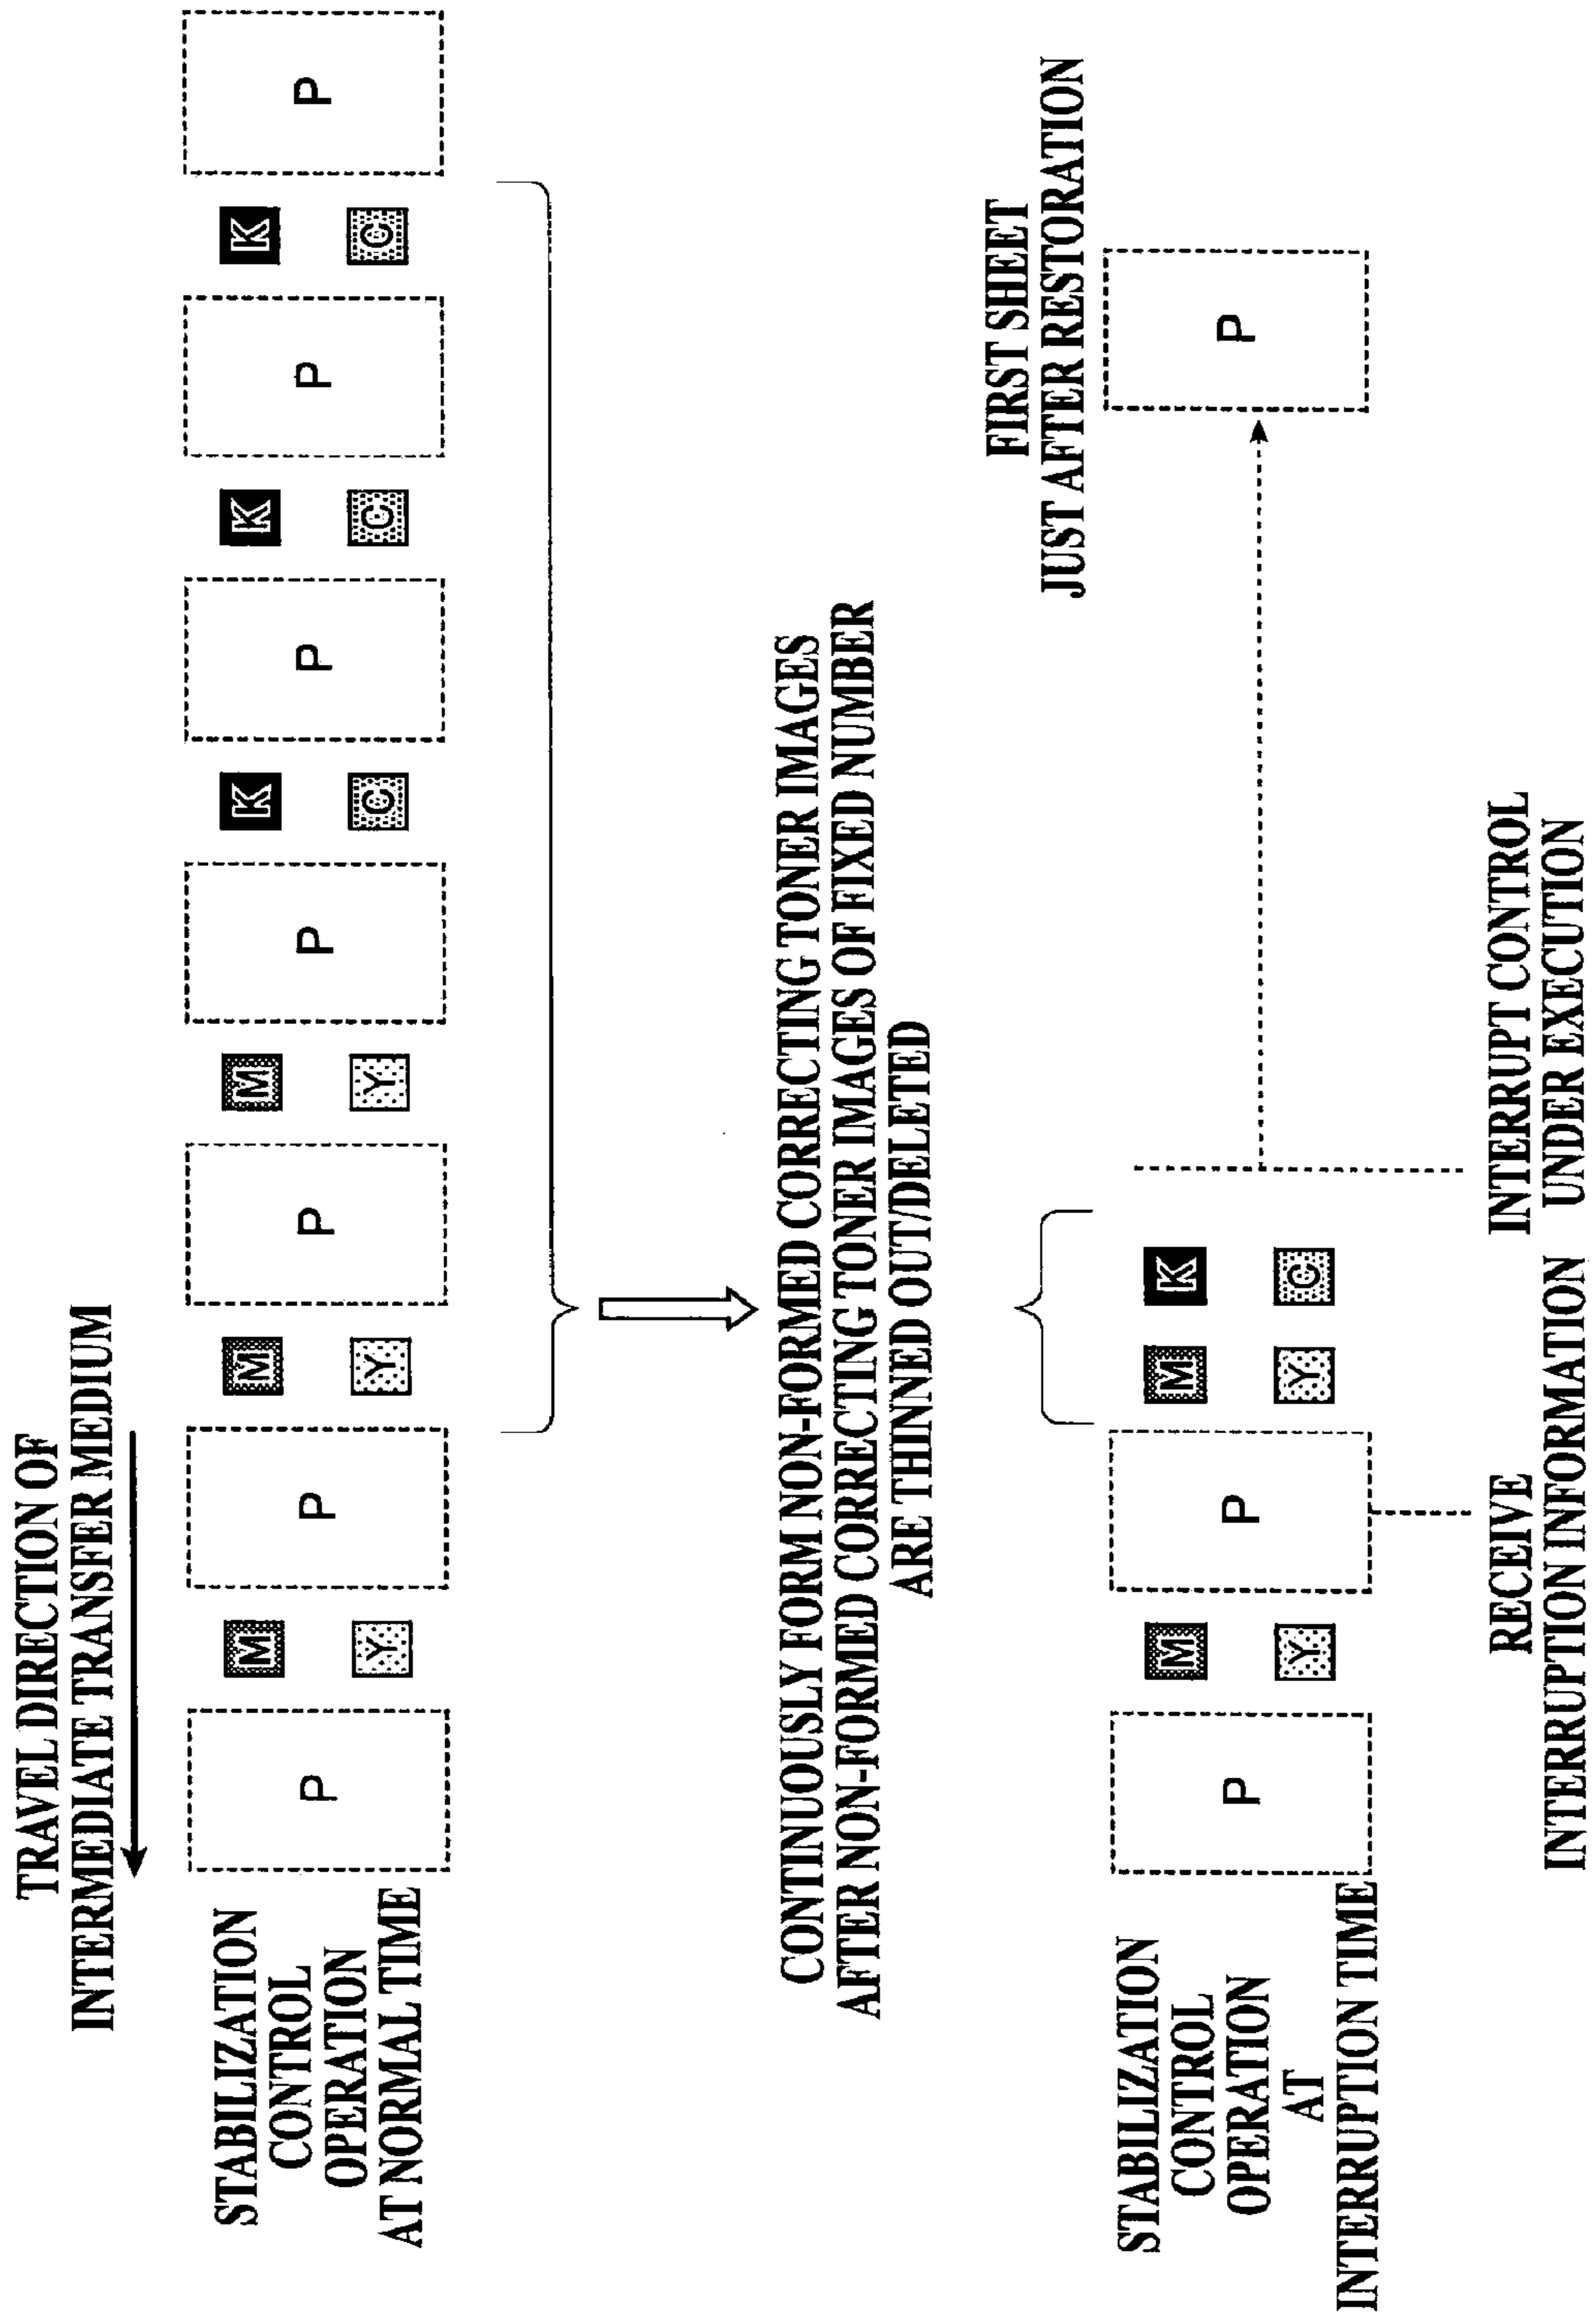 TRAVEL DIRECTION OF
INTERMEDIATE TRANSFER MEDIUM
STABILIZATION
CONTROL
OPERATION
AT NORMAL TIME
P
M
Y
P
M
Y
P
M
Y
P
K
C
P
K
C
P
K
C
P
CONTINUOUSLY FORM NON-FORMED CORRECTING TONER IMAGES
AFTER NON-FORMED CORRECTING TONER IMAGES OF FIXED NUMBER
ARE THINNED OUT/DELETED
FIRST SHEET
JUST AFTER RESTORATION
STABILIZATION
CONTROL
OPERATION
AT
INTERRUPTION TIME
P
M
Y
P
M
Y
K
C
P
RECEIVE
INTERRUPTION INFORMATION
INTERRUPT CONTROL
UNDER EXECUTION